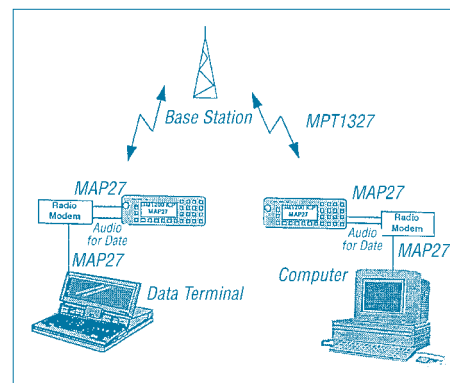 Base Station
MPT1327
MAP27
MAP27
Radio
Modem
MAP27
MAP27
Radio
Modem
Audio
for Date
Audio
for Date
MAP27
MAP27
Computer
Data Terminal